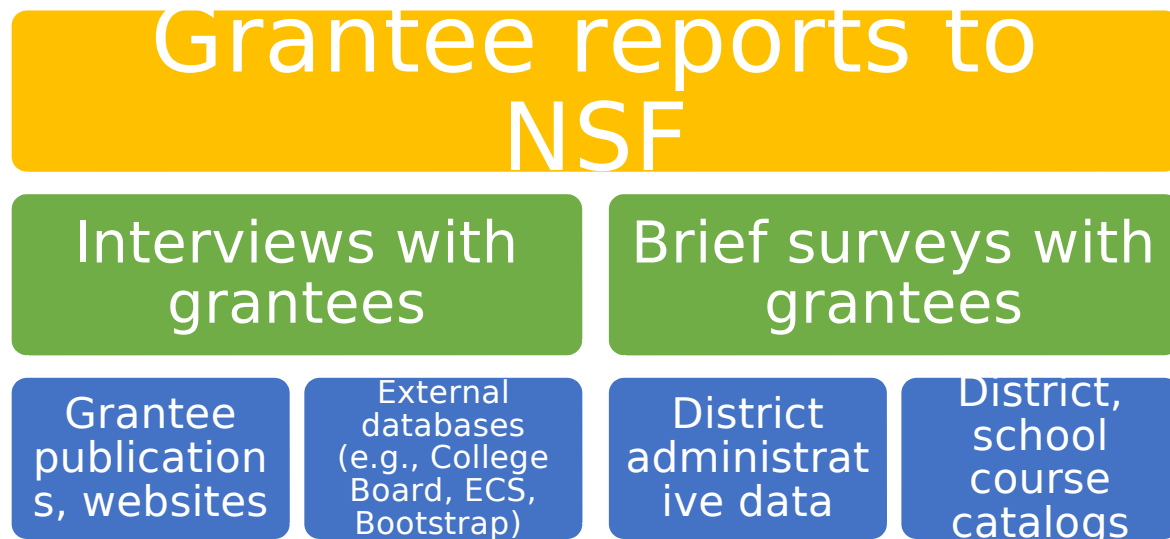 Grantee reports to
NSF
Interviews with
grantees
Brief surveys with
grantees
Grantee
publication
s, websites
External
databases
(e.g., College
Board, ECS,
Bootstrap)
District
administrat
ive data
District,
school
course
catalogs